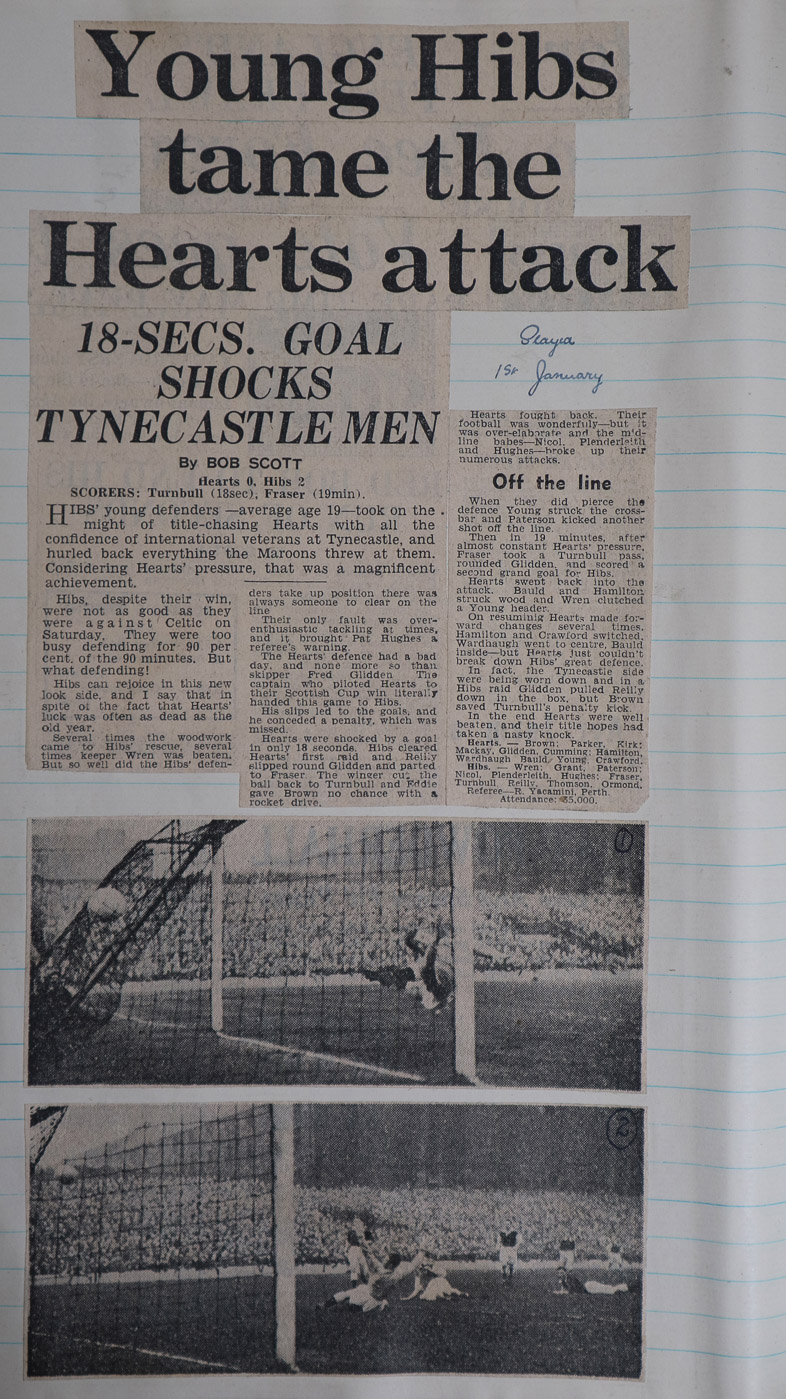 Young Hibs
tame the
Hearts attack
18-SECS. GOAL
SHOCKS
TYNECASTLE MEN
By BOB SCOTT
Hearts 0, Hibs 2
SCORERS: Turnbull (18sec); Fraser (19min).
HIBS' young defenders —average age 19—took on the
might of title-chasing Hearts with all the
confidence of international veterans at Tynecastle, and
hurled back everything the Maroons threw at them.
Considering Hearts' pressure, that was a magnificent
achievement.
Hibs, despite their win,
were not as good as they
were against Celtic on
Saturday. They were too
busy defending for 90 per
cent. of the 90 minutes. But
what defending!
Hibs can rejoice in this new
look side, and I say that in
spite of the fact that Hearts'
luck was often as dead as the
old year.
Several times the woodwork
came to Hibs' rescue, several
times keeper Wren was beaten.
But so well did the Hibs' defen-
ders take up position there was
always someone to clear on the
line
Their only fault was over-
enthusiastic tackling at times,
and it brought Pat Hughes a
referee's warning.
The Hearts' defence had a bad
day, and none more so than
skipper Fred Glidden. The
captain who piloted Hearts to
their Scottish Cup win literally
handed this game to Hibs.
His slips led to the goals, and
he conceded a penalty, which was
missed.
Hearts were shocked by a goal
in only 18 seconds. Hibs cleared
Hearts' first raid and Reilly
slipped round Glidden and parted
to Fraser. The winger cut the
ball back to Turnbull and Eddie
gave Brown no chance with a
rocket drive.
Played
1st January
Hearts fought back. Their
football was wonderfuly—but it
was over-elaborate and the mid-
line babes—Nicol, Plenderleith
and Hughes—broke up their
numerous attacks.
Off the line
When they did pierce the
defence Young struck the cross-
bar and Paterson kicked another
shot off the line.
Then in 19 minutes, after
almost constant Hearts' pressure,
Fraser took a Turnbull pass,
rounded Glidden, and scored a
second grand goal for Hibs.
Hearts swept back into the
attack. Bauld and Hamilton
struck wood and Wren clutched
a Young header.
On resuming Hearts made for-
ward changes several times.
Hamilton and Crawford switched,
Wardhaugh went to centre, Bauld
inside—but Hearts just couldn't
break down Hibs' great defence.
In fact, the Tynecastle side
were being worn down and in a
Hibs raid Glidden pulled Reilly
down in the box, but Brown
saved Turnbull's penalty kick.
In the end Hearts were well
beaten, and their title hopes had
taken a nasty knock.
Hearts. — Brown; Parker, Kirk;
Mackay, Glidden, Cumming; Hamilton,
Wardhaugh Bauld, Young, Crawford.
Hibs. — Wren; Grant, Paterson;
Nicol, Plenderleith, Hughes; Fraser,
Turnbull, Reilly, Thomson, Ormond.
Referee—R. Yacamini, Perth.
Attendance: 35,000.
1
2